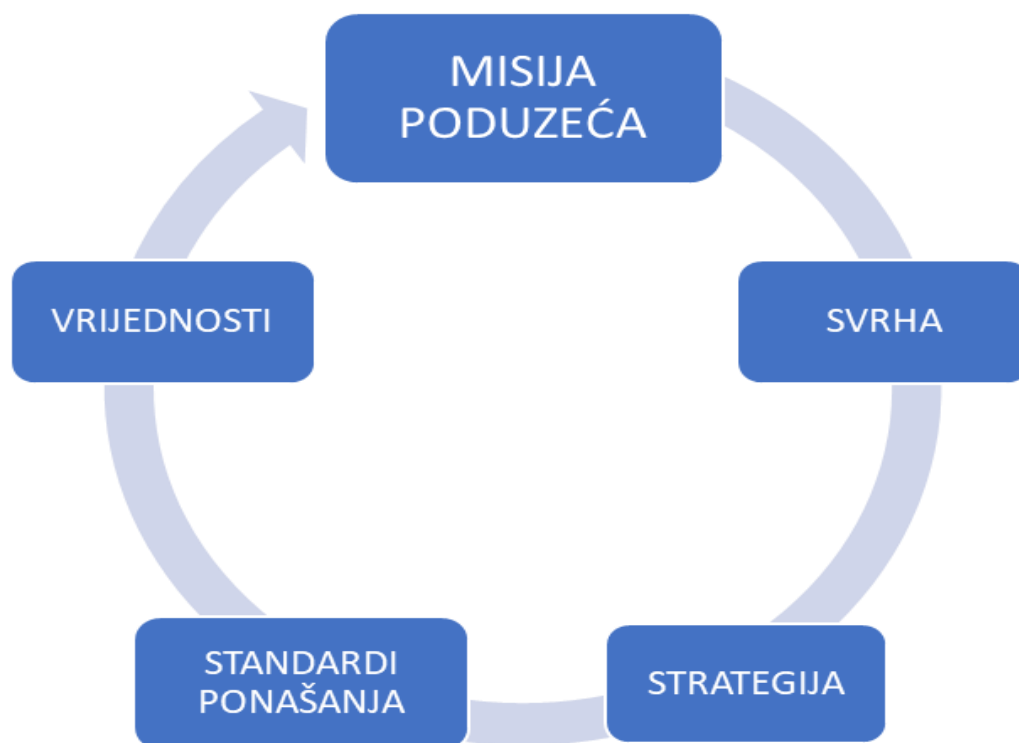 MISIJA
PODUZEĆA
SVRHA
STRATEGIJA
STANDARDI
PONAŠANJA
VRIJEDNOSTI